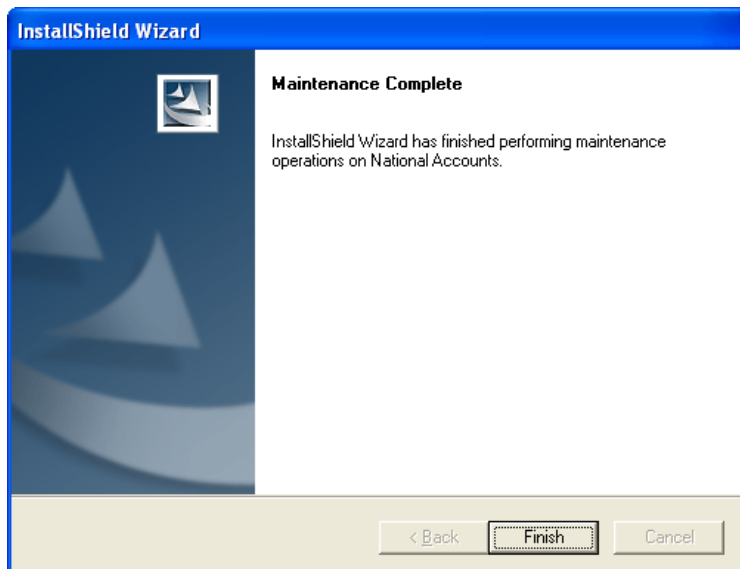 InstallShield Wizard
Maintenance Complete
InstallShield Wizard has finished performing maintenance
operations on National Accounts.
< Back
Finish
Cancel